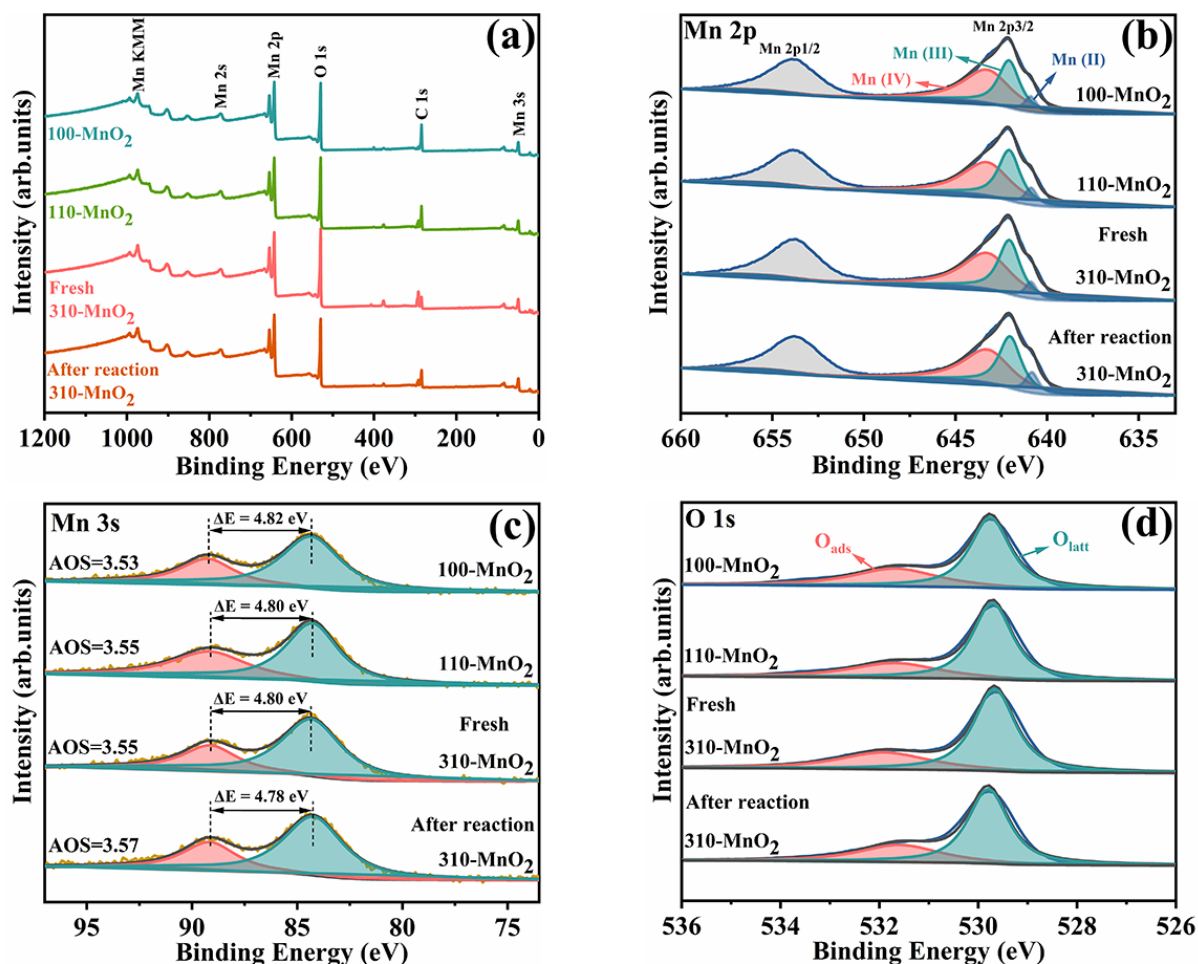 (a)
Mn KMM
Mn 2s
Mn 2p
O 1s
C 1s
Mn 3s
100-MnO2
110-MnO2
Fresh
310-MnO2
After reaction
310-MnO2
Intensity (arb.units)
1200 1000 800 600 400 200 0
Binding Energy (eV)
Mn 2p
(b)
Mn 2p1/2
Mn 2p3/2
Mn (III)
Mn (II)
Mn (IV)
100-MnO2
110-MnO2
Fresh
310-MnO2
After reaction
310-MnO2
Intensity (arb.units)
660 655 650 645 640 635
Binding Energy (eV)
Mn 3s
(c)
ΔE = 4.82 eV
AOS=3.53
100-MnO2
ΔE = 4.80 eV
AOS=3.55
110-MnO2
ΔE = 4.80 eV
Fresh
AOS=3.55
310-MnO2
ΔE = 4.78 eV
After reaction
AOS=3.57
310-MnO2
Intensity (arb.units)
95 90 85 80 75
Binding Energy (eV)
O 1s
(d)
Oads
Olatt
100-MnO2
110-MnO2
Fresh
310-MnO2
After reaction
310-MnO2
Intensity (arb.units)
536 534 532 530 528 526
Binding Energy (eV)